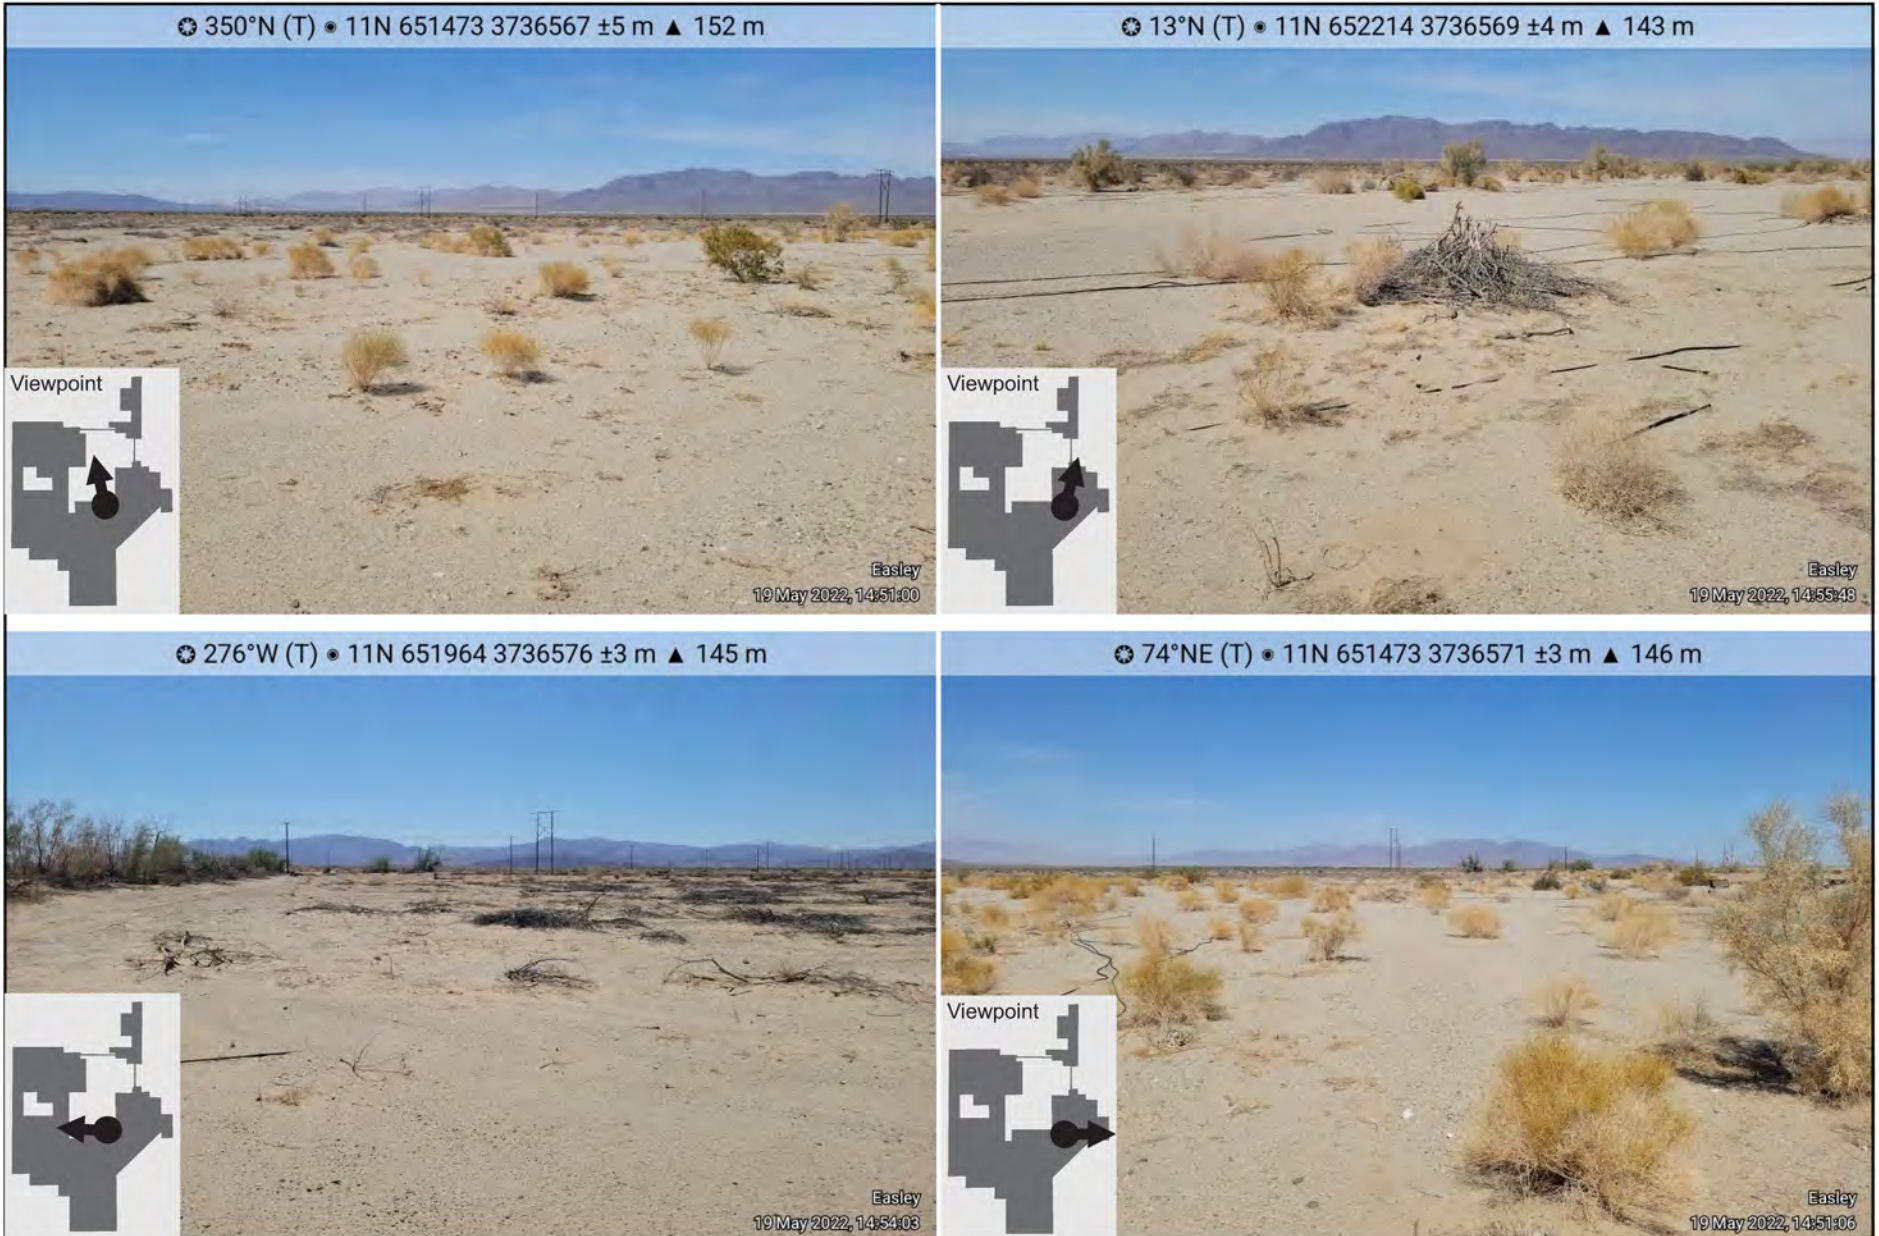 350°N (T) ◉ 11N 651473 3736567 ±5 m ▲ 152 m
Viewpoint
Easley
19 May 2022, 14:51:00
13°N (T) ◉ 11N 652214 3736569 ±4 m ▲ 143 m
Viewpoint
Easley
19 May 2022, 14:55:48
276°W (T) ◉ 11N 651964 3736576 ±3 m ▲ 145 m
Easley
19 May 2022, 14:54:03
74°NE (T) ◉ 11N 651473 3736571 ±3 m ▲ 146 m
Viewpoint
Easley
19 May 2022, 14:51:06